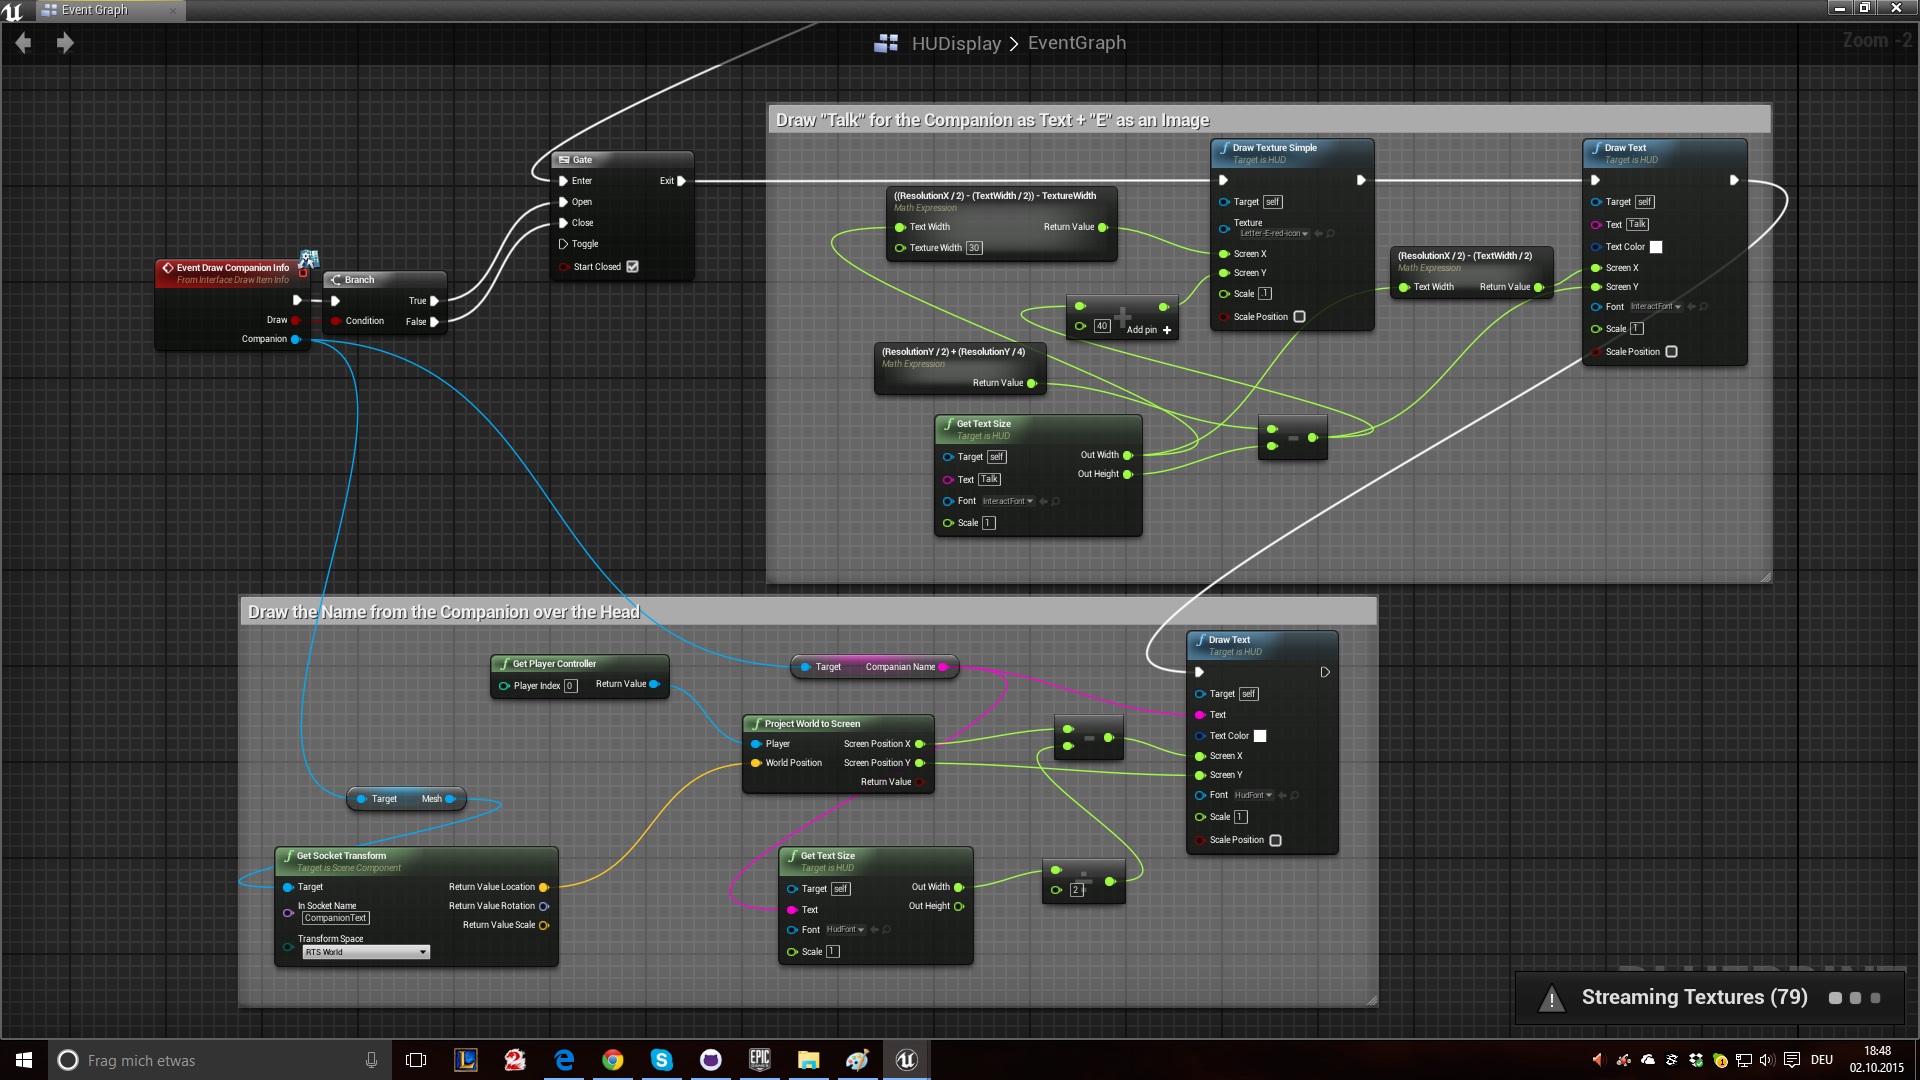 Event Graph
HUDisplay > EventGraph
Zoom -2
Draw "Talk" for the Companion as Text + "E" as an Image
Gate
Enter
Exit
Open
Close
Toggle
Start Closed
Event Draw Companion Info
From Interface Draw Item Info
Draw
Companion
Branch
True
Condition
False
((ResolutionX / 2) - (TextWidth / 2)) - TextureWidth
Math Expression
Text Width
Return Value
Texture Width 30
40
Add pin +
(ResolutionY / 2) + (ResolutionY / 4)
Math Expression
Return Value
Get Text Size
Target is HUD
Target self
Out Width
Out Height
Text Talk
Font InteractFont
Scale 1
-
Draw Texture Simple
Target is HUD
Target self
Texture
Letter-E-red-icon
Screen X
Screen Y
Scale .1
Scale Position
(ResolutionX / 2) - (TextWidth / 2)
Math Expression
Text Width
Return Value
Draw Text
Target is HUD
Target self
Text Talk
Text Color
Screen X
Screen Y
Font InteractFont
Scale 1
Scale Position
Draw the Name from the Companion over the Head
Get Player Controller
Player Index 0
Return Value
Target
Companian Name
Project World to Screen
Player
Screen Position X
World Position
Screen Position Y
Return Value
Target
Mesh
Get Socket Transform
Target is Scene Component
Target
Return Value Location
In Socket Name
CompanionText
Return Value Rotation
Return Value Scale
Transform Space
RTS World
Get Text Size
Target is HUD
Target self
Out Width
Text
Out Height
Font HudFont
Scale 1
-
2
÷
Draw Text
Target is HUD
Target self
Text
Text Color
Screen X
Screen Y
Font HudFont
Scale 1
Scale Position
BLUEPRINT
Streaming Textures (79)
Frag mich etwas
EPIC
DEU
18:48
02.10.2015